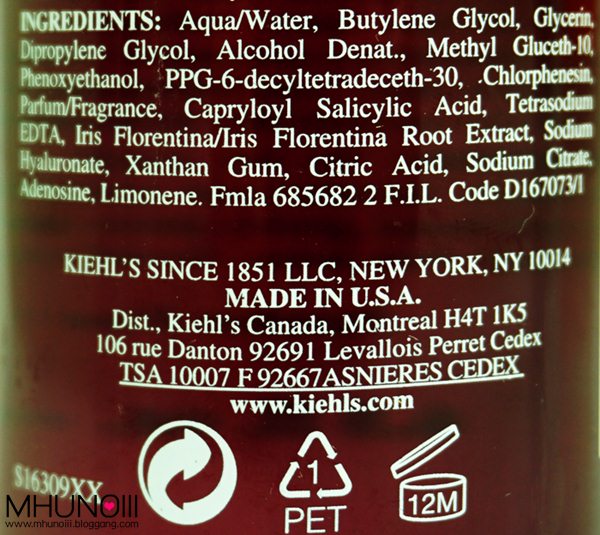 INGREDIENTS: Aqua/Water, Butylene Glycol, Glycerin,
Dipropylene Glycol, Alcohol Denat., Methyl Gluceth-10,
Phenoxyethanol, PPG-6-decyltetradeceth-30, Chlorphenesin,
Parfum/Fragrance, Capryloyl Salicylic Acid, Tetrasodium
EDTA, Iris Florentina/Iris Florentina Root Extract, Sodium
Hyaluronate, Xanthan Gum, Citric Acid, Sodium Citrate,
Adenosine, Limonene. Fmla 685682 2 F.I.L. Code D167073/1
KIEHL'S SINCE 1851 LLC, NEW YORK, NY 10014
MADE IN U.S.A.
Dist., Kiehl's Canada, Montreal H4T 1K5
106 rue Danton 92691 Levallois Perret Cedex
TSA 10007 F 92667ASNIERES CEDEX
www.kiehls.com
1
PET
12M
S16309XX
MHUNOIII
www.mhunoiii.bloggang.com